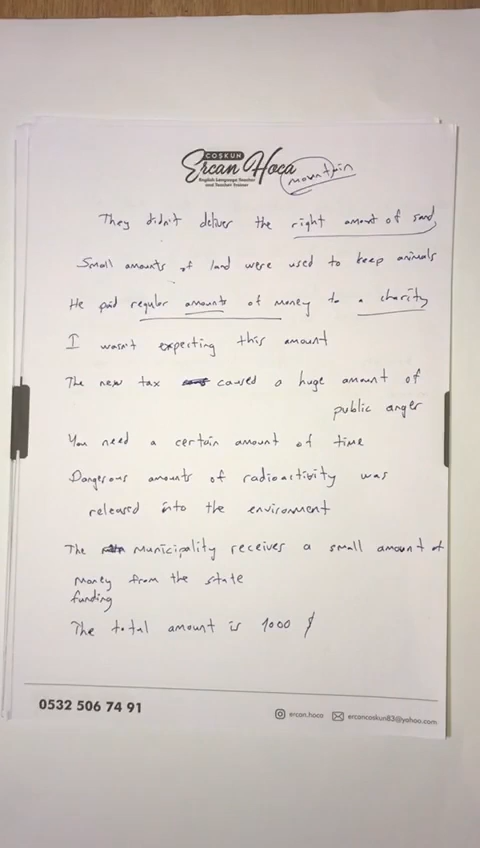 COSKUN
Ercan Hoca
English Language Teacher
and Teacher Trainer
mountain
They didn't deliver the right amount of sand
Small amounts of land were used to keep animals
He paid regular amounts of money to a charity
I wasn't expecting this amount
The new tax caused a huge amount of
public anger
You need a certain amount of time
Dangerous amounts of radioactivity was
released into the environment
The municipality receives a small amount of
money from the state
funding
The total amount is 1000 $
0532 506 74 91
ercan.hoca
ercancoskun83@yahoo.com